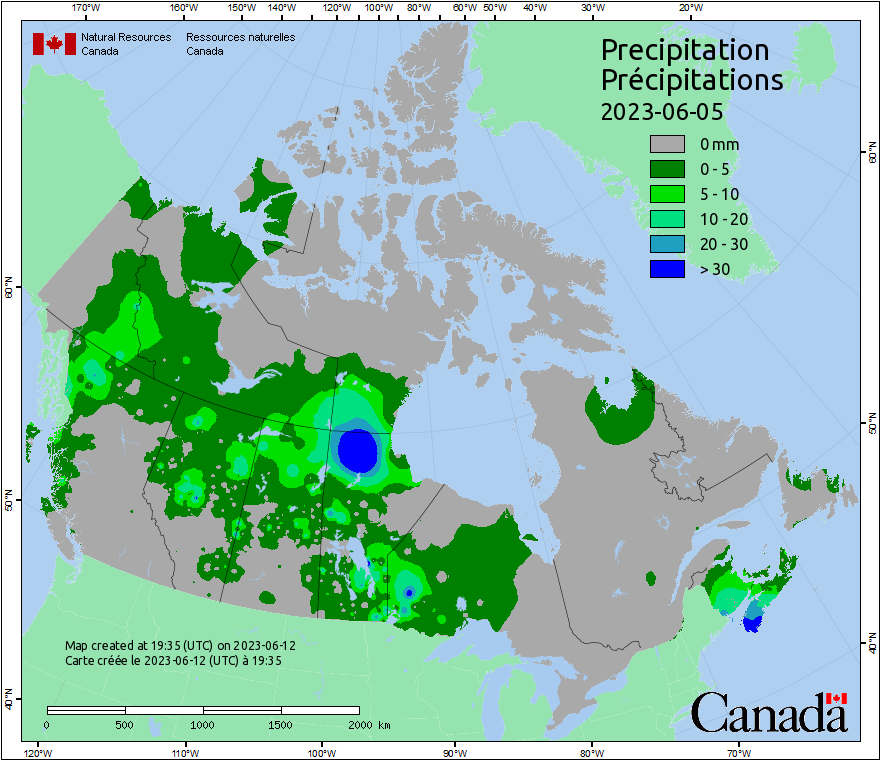 170°W 160°W 150°W 140°W 120°W 100°W 80°W 60°W 50°W 40°W 30°W 20°W
Natural Resources Canada
Ressources naturelles Canada
Precipitation
Précipitations
2023-06-05
0 mm
0 - 5
5 - 10
10 - 20
20 - 30
> 30
60°N
50°N
40°N
60°N
50°N
40°N
Map created at 19:35 (UTC) on 2023-06-12
Carte créée le 2023-06-12 (UTC) à 19:35
0 500 1000 1500 2000 km
Canada
120°W 110°W 100°W 90°W 80°W 70°W